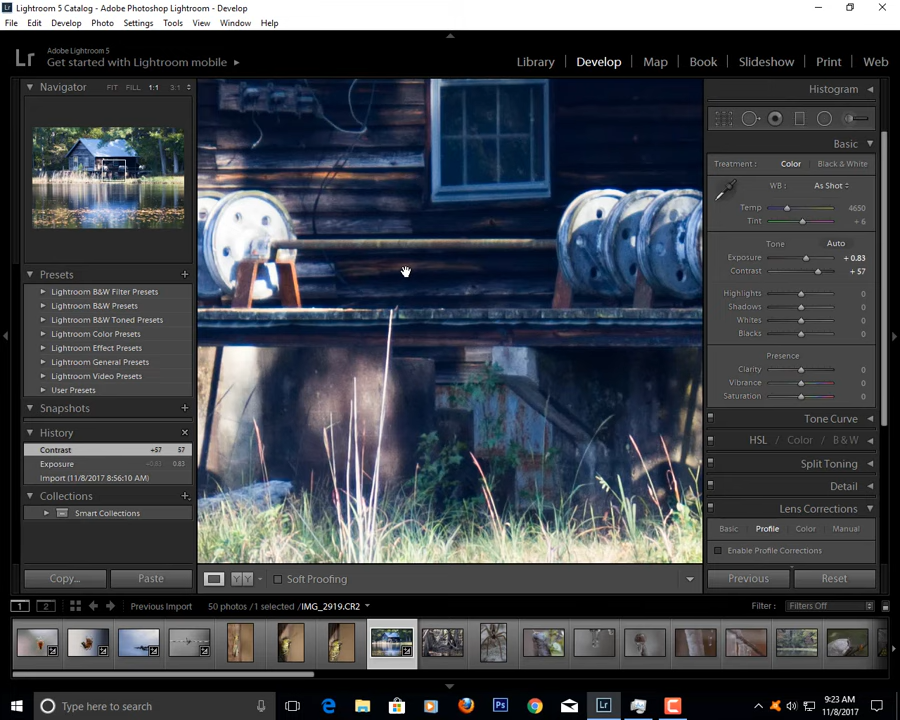 Lightroom 5 Catalog - Adobe Photoshop Lightroom - Develop
File Edit Develop Photo Settings Tools View Window Help
Lr Adobe Lightroom 5
Get started with Lightroom mobile
Library Develop Map Book Slideshow Print Web
Navigator FIT FILL 1:1 3:1
Presets +
Lightroom B&W Filter Presets
Lightroom B&W Presets
Lightroom B&W Toned Presets
Lightroom Color Presets
Lightroom Effect Presets
Lightroom General Presets
Lightroom Video Presets
User Presets
Snapshots +
History ×
Contrast +57 57
Exposure +0.83 0.83
Import (11/8/2017 8:56:10 AM)
Collections +
Smart Collections
Copy... Paste
Soft Proofing
Histogram
Basic
Treatment : Color Black & White
WB : As Shot
Temp 4650
Tint + 6
Tone Auto
Exposure + 0.83
Contrast + 57
Highlights 0
Shadows 0
Whites 0
Blacks 0
Presence
Clarity 0
Vibrance 0
Saturation 0
Tone Curve
HSL / Color / B & W
Split Toning
Detail
Lens Corrections
Basic Profile Color Manual
Enable Profile Corrections
Previous Reset
1 2 Previous Import 50 photos / 1 selected / IMG_2919.CR2 Filter : Filters Off
Type here to search
Ps Lr
9:23 AM
11/8/2017